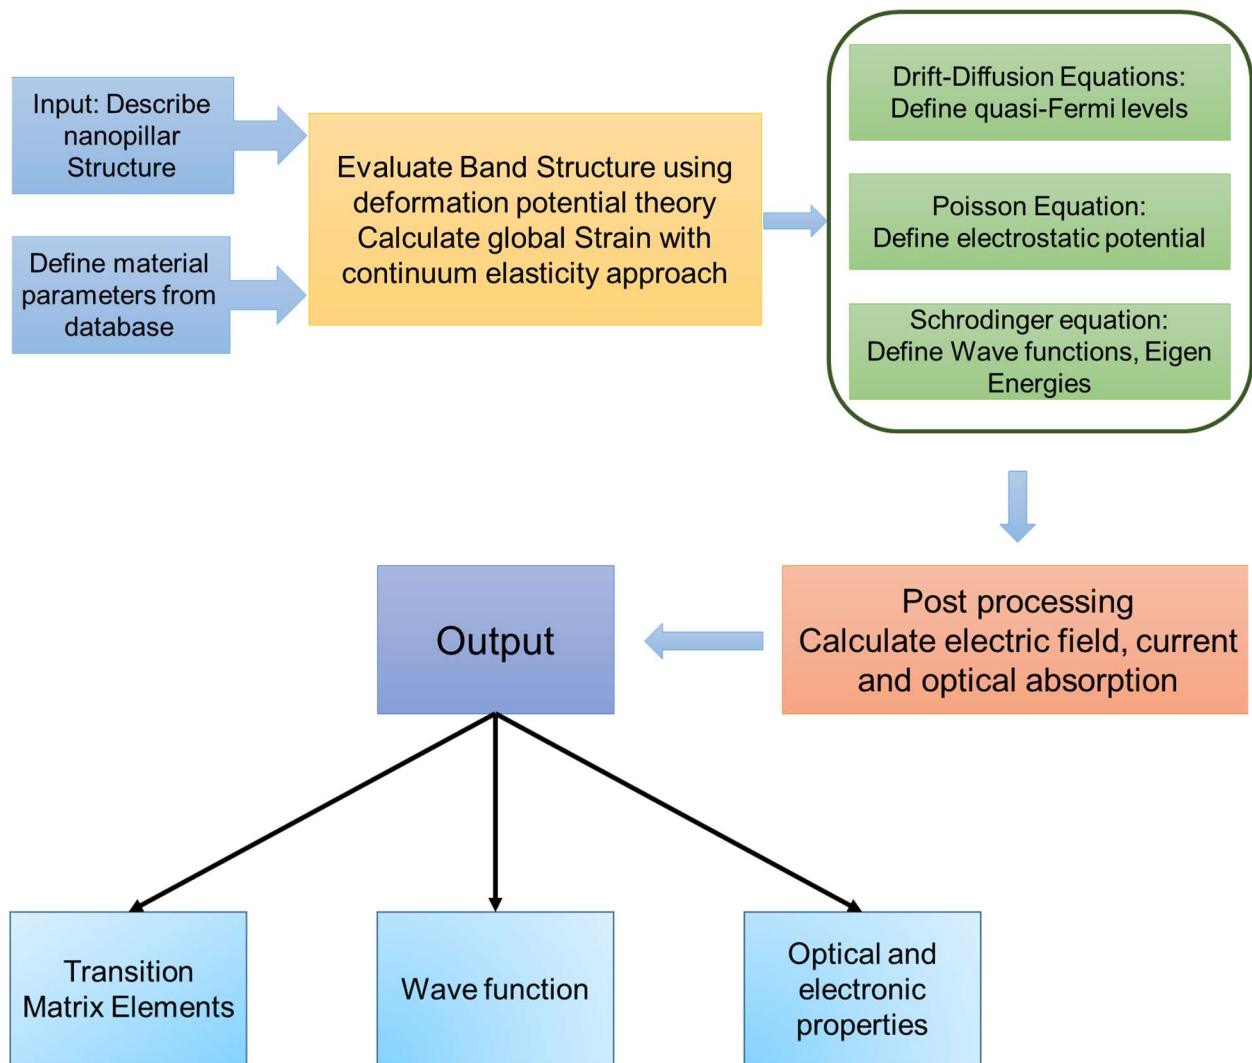 Input: Describe
nanopillar
Structure
Define material
parameters from
database
Evaluate Band Structure using
deformation potential theory
Calculate global Strain with
continuum elasticity approach
Drift-Diffusion Equations:
Define quasi-Fermi levels
Poisson Equation:
Define electrostatic potential
Schrodinger equation:
Define Wave functions, Eigen
Energies
Post processing
Calculate electric field, current
and optical absorption
Output
Transition
Matrix Elements
Wave function
Optical and
electronic
properties